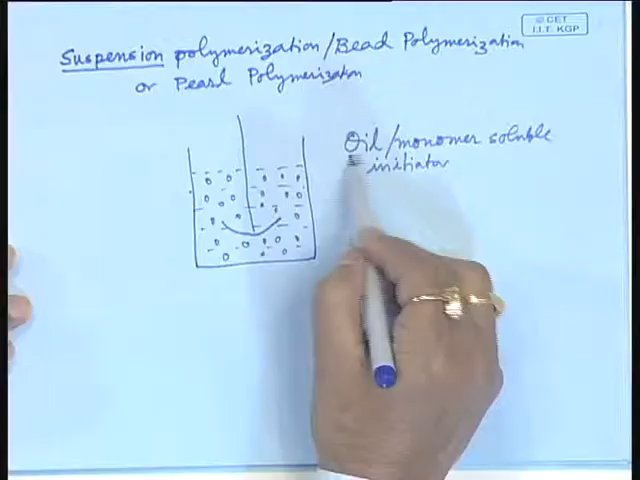 © CET
I.I.T. KGP
Suspension polymerization/Bead Polymerization
or Pearl Polymerization
Oil/monomer soluble
initiator